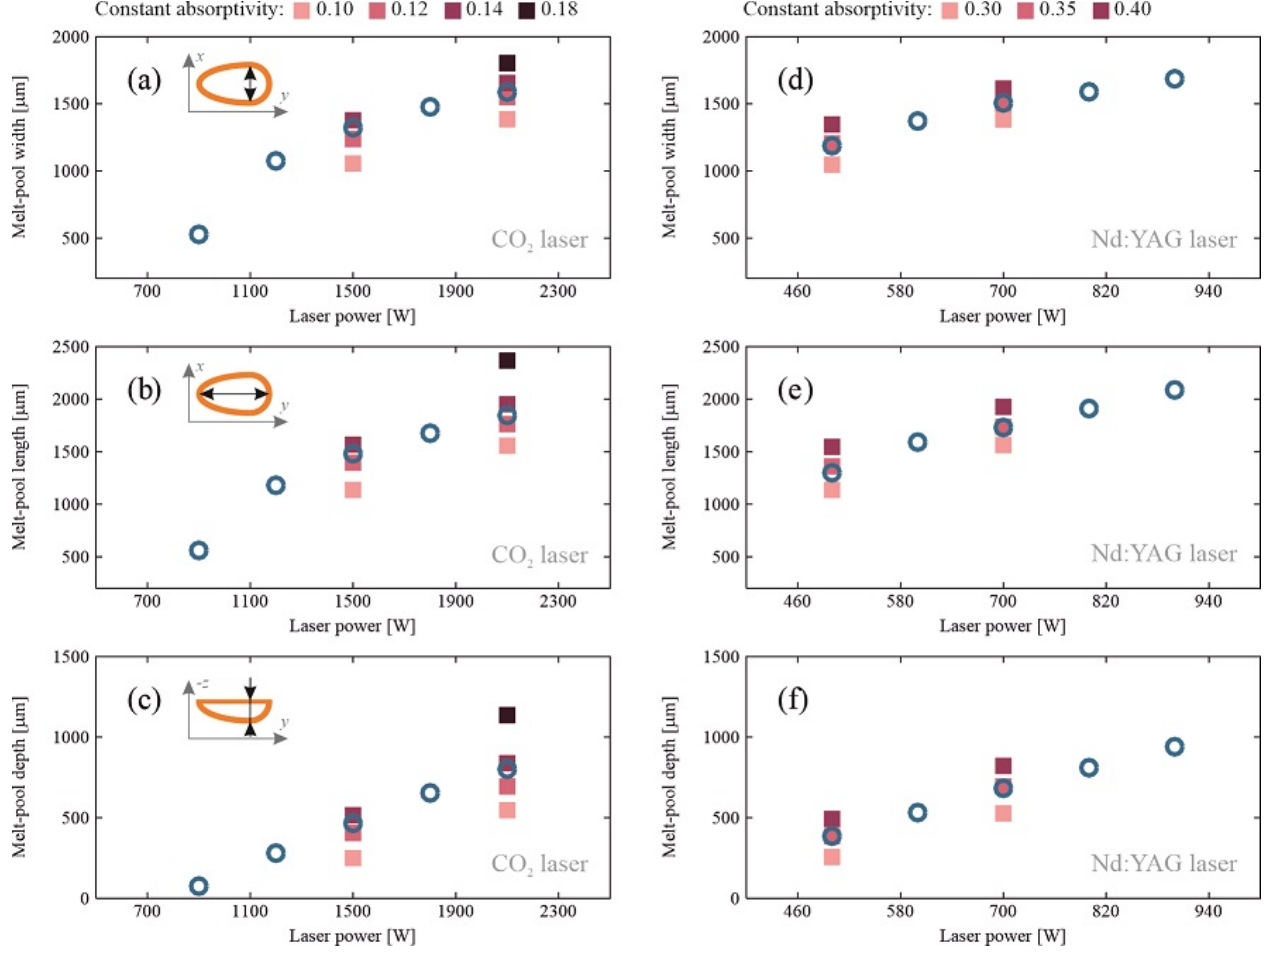 Constant absorptivity: 0.10 0.12 0.14 0.18
Constant absorptivity: 0.30 0.35 0.40
Melt-pool width [µm]
2000
1500
1000
500
(a)
x
y
CO2 laser
700 1100 1500 1900 2300
Laser power [W]
Melt-pool width [µm]
2000
1500
1000
500
(d)
Nd:YAG laser
460 580 700 820 940
Laser power [W]
Melt-pool length [µm]
2500
2000
1500
1000
500
(b)
x
y
CO2 laser
700 1100 1500 1900 2300
Laser power [W]
Melt-pool length [µm]
2500
2000
1500
1000
500
(e)
Nd:YAG laser
460 580 700 820 940
Laser power [W]
Melt-pool depth [µm]
1500
1000
500
0
(c)
-z
y
CO2 laser
700 1100 1500 1900 2300
Laser power [W]
Melt-pool depth [µm]
1500
1000
500
0
(f)
Nd:YAG laser
460 580 700 820 940
Laser power [W]